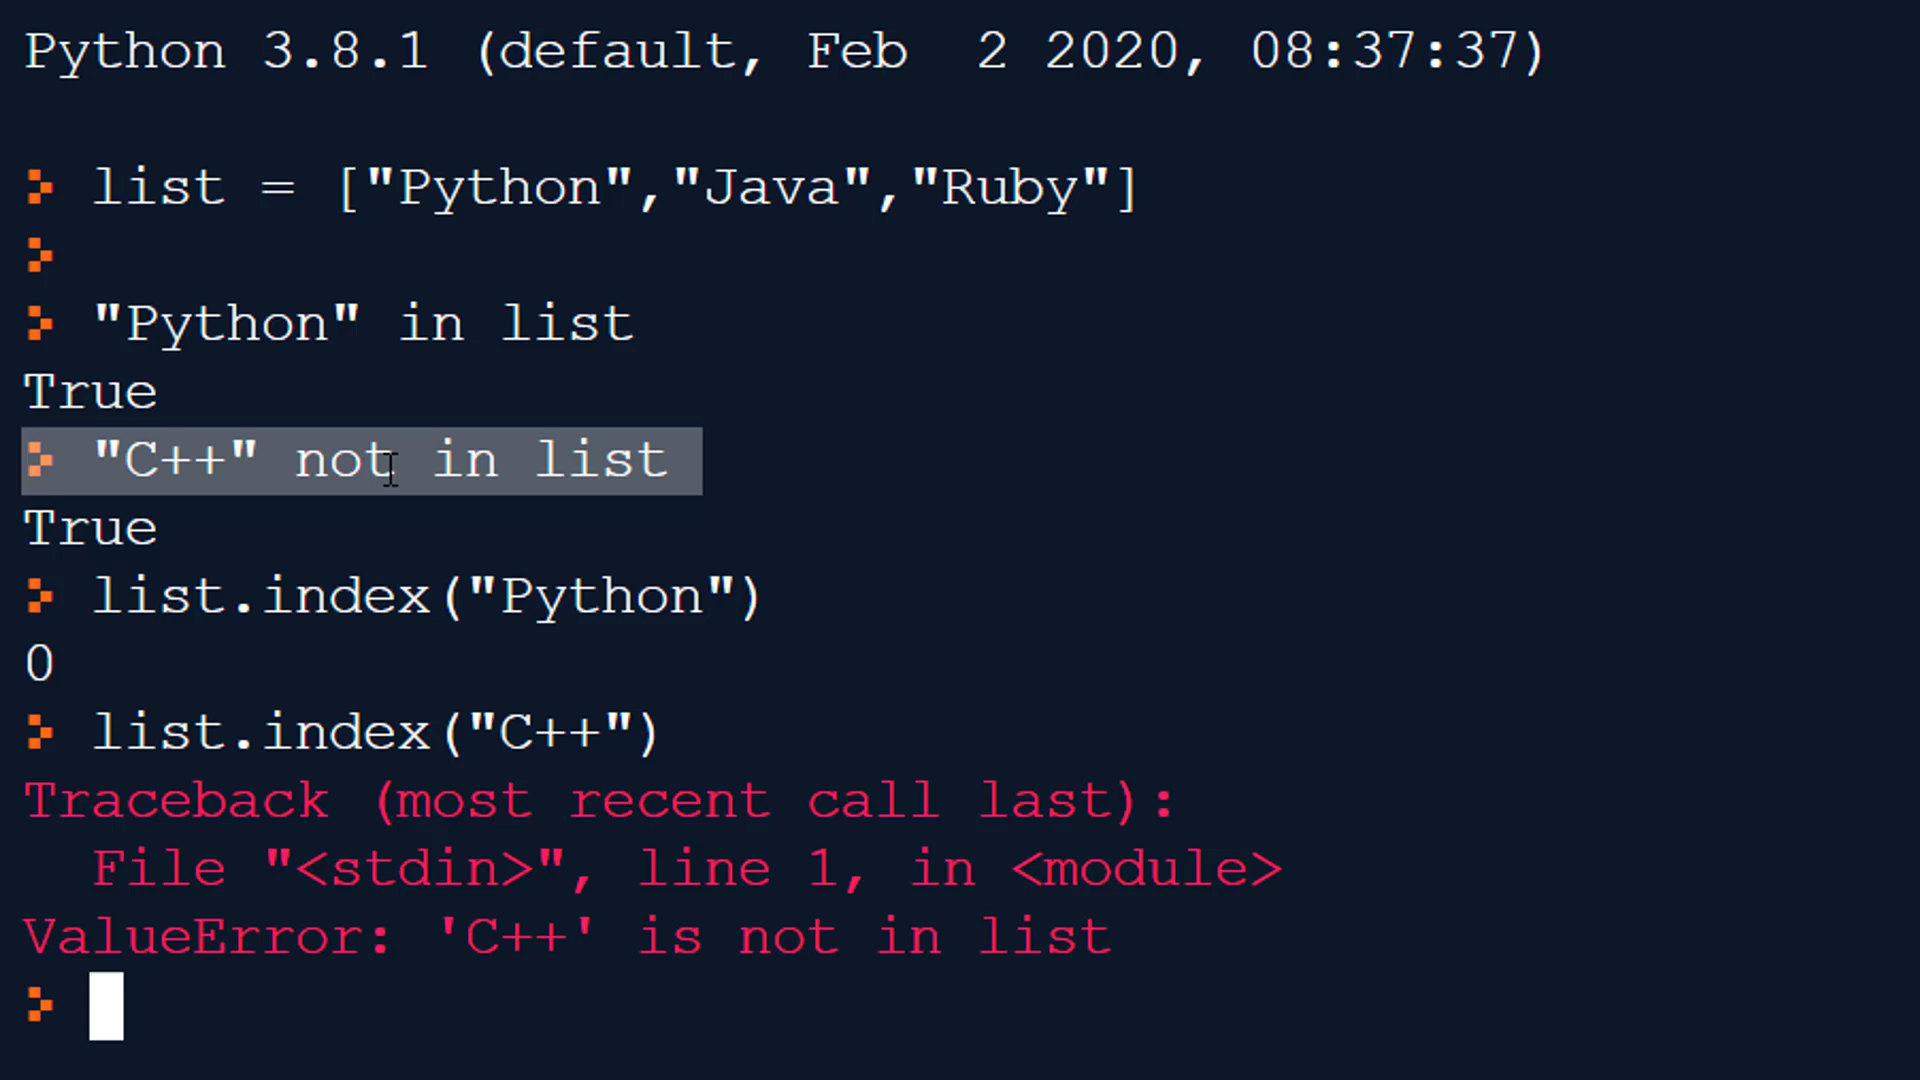 Python 3.8.1 (default, Feb  2 2020, 08:37:37)
list = ["Python","Java","Ruby"]
"Python" in list
True
"C++" not in list
True
list.index("Python")
0
list.index("C++")
Traceback (most recent call last):
  File "<stdin>", line 1, in <module>
ValueError: 'C++' is not in list